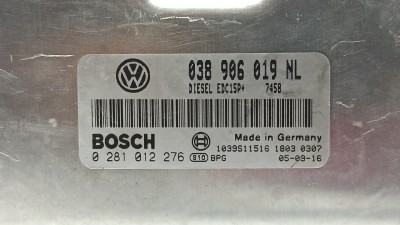 038 906 019 NL
DIESEL EDC15P+ 7458
BOSCH
Made in Germany
1039S11516 1803 0307
0 281 012 276 810 BPG 05-09-16